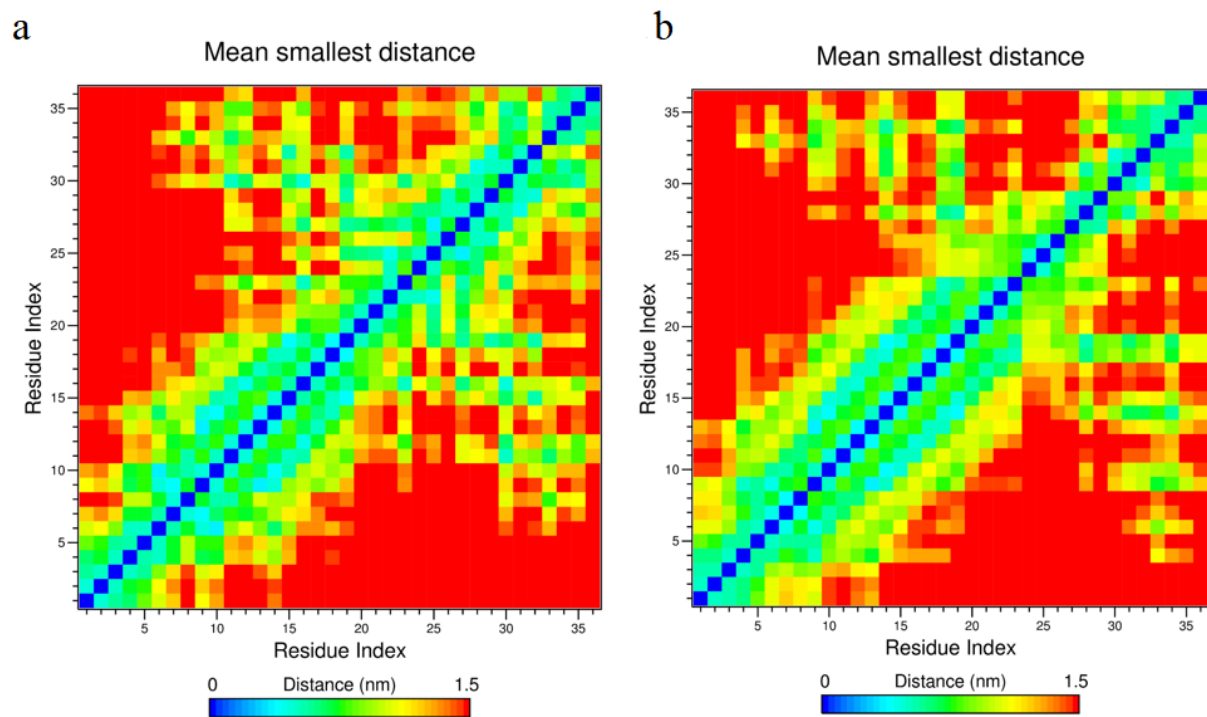 a
Mean smallest distance
35
30
25
20
15
10
5
Residue Index
5 10 15 20 25 30 35
Residue Index
0 Distance (nm) 1.5
b
Mean smallest distance
35
30
25
20
15
10
5
Residue Index
5 10 15 20 25 30 35
Residue Index
0 Distance (nm) 1.5